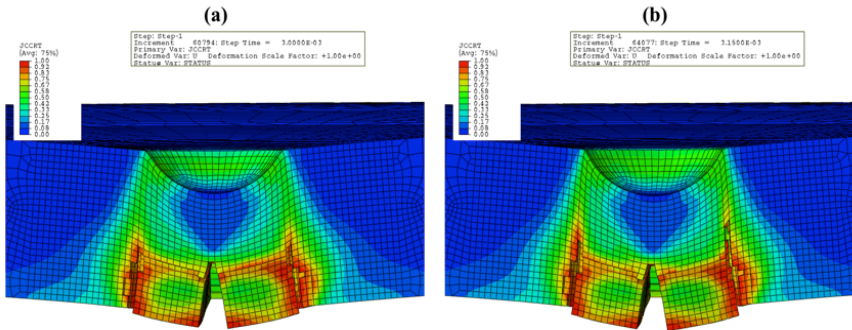 (a)
JCCRT
(Avg: 75%)
1.00
0.92
0.83
0.75
0.67
0.58
0.50
0.42
0.33
0.25
0.17
0.08
0.00
Step: Step-1
Increment 60794: Step Time = 3.0000E-03
Primary Var: JCCRT
Deformed Var: U Deformation Scale Factor: +1.00e+00
Status Var: STATUS
(b)
JCCRT
(Avg: 75%)
1.00
0.92
0.83
0.75
0.67
0.58
0.50
0.42
0.33
0.25
0.17
0.08
0.00
Step: Step-1
Increment 64077: Step Time = 3.1500E-03
Primary Var: JCCRT
Deformed Var: U Deformation Scale Factor: +1.00e+00
Status Var: STATUS